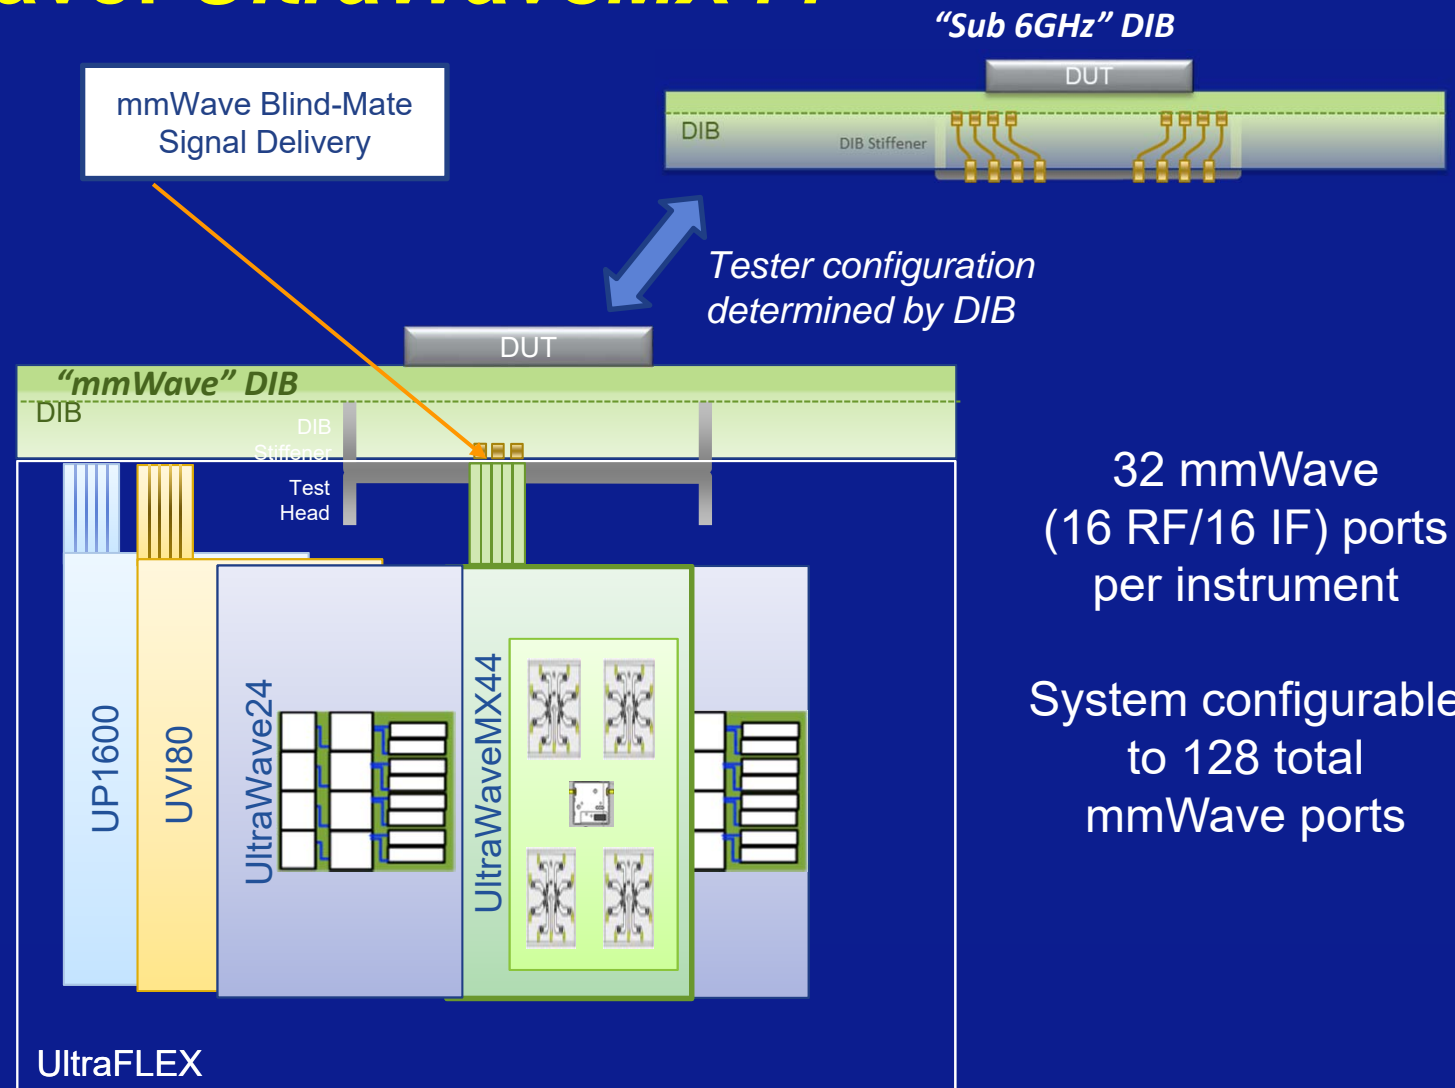 UltraWaveMX44
“Sub 6GHz” DIB
DUT
DIB
DIB Stiffener
mmWave Blind-Mate
Signal Delivery
Tester configuration
determined by DIB
DUT
“mmWave” DIB
DIB
DIB
Stiffener
Test
Head
UP1600
UVI80
UltraWave24
UltraWaveMX44
32 mmWave
(16 RF/16 IF) ports
per instrument
System configurable
to 128 total
mmWave ports
UltraFLEX